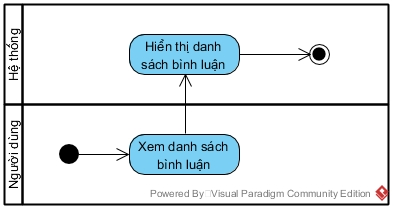 Hệ thống
Hiển thị danh
sách bình luận
Người dùng
Xem danh sách
bình luận
Powered By Visual Paradigm Community Edition